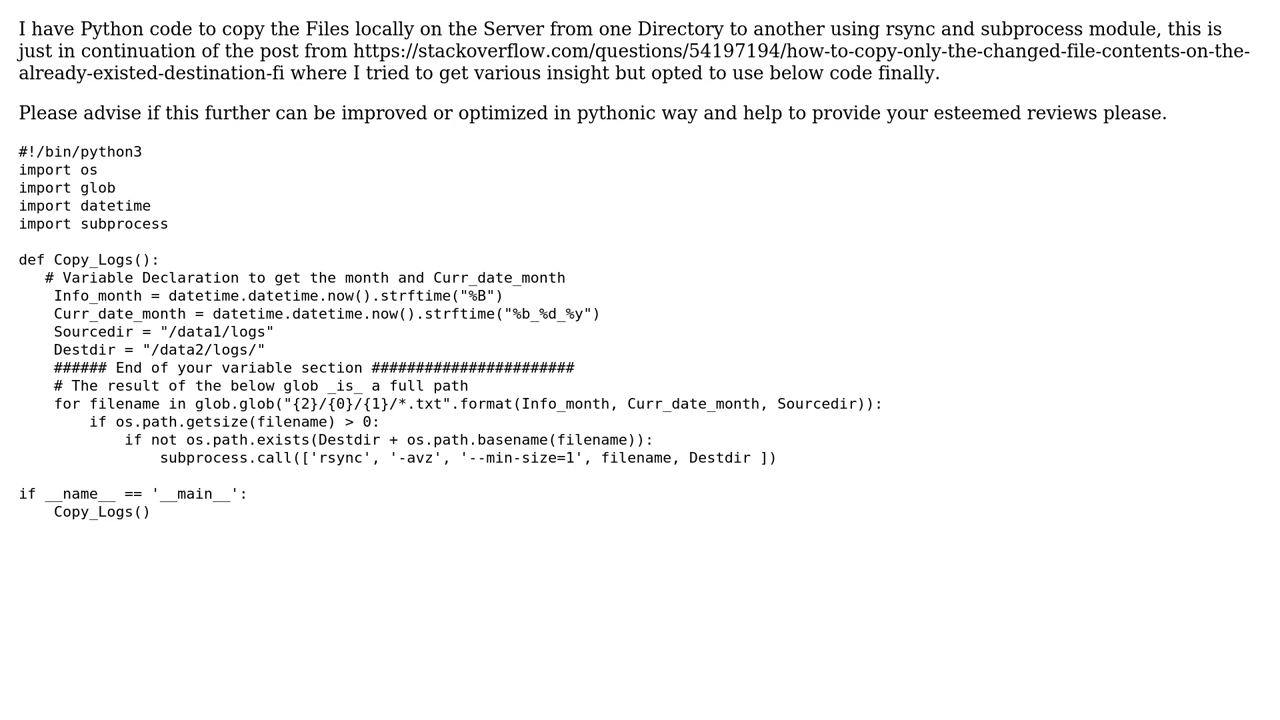 I have Python code to copy the Files locally on the Server from one Directory to another using rsync and subprocess module, this is
just in continuation of the post from https://stackoverflow.com/questions/54197194/how-to-copy-only-the-changed-file-contents-on-the-
already-existed-destination-fi where I tried to get various insight but opted to use below code finally.
Please advise if this further can be improved or optimized in pythonic way and help to provide your esteemed reviews please.
#!/bin/python3
import os
import glob
import datetime
import subprocess
def Copy_Logs():
   # Variable Declaration to get the month and Curr_date_month
    Info_month = datetime.datetime.now().strftime("%B")
    Curr_date_month = datetime.datetime.now().strftime("%b_%d_%y")
    Sourcedir = "/data1/logs"
    Destdir = "/data2/logs/"
    ###### End of your variable section #######################
    # The result of the below glob _is_ a full path
    for filename in glob.glob("{2}/{0}/{1}/*.txt".format(Info_month, Curr_date_month, Sourcedir)):
        if os.path.getsize(filename) > 0:
            if not os.path.exists(Destdir + os.path.basename(filename)):
                subprocess.call(['rsync', '-avz', '--min-size=1', filename, Destdir ])
if __name__ == '__main__':
    Copy_Logs()